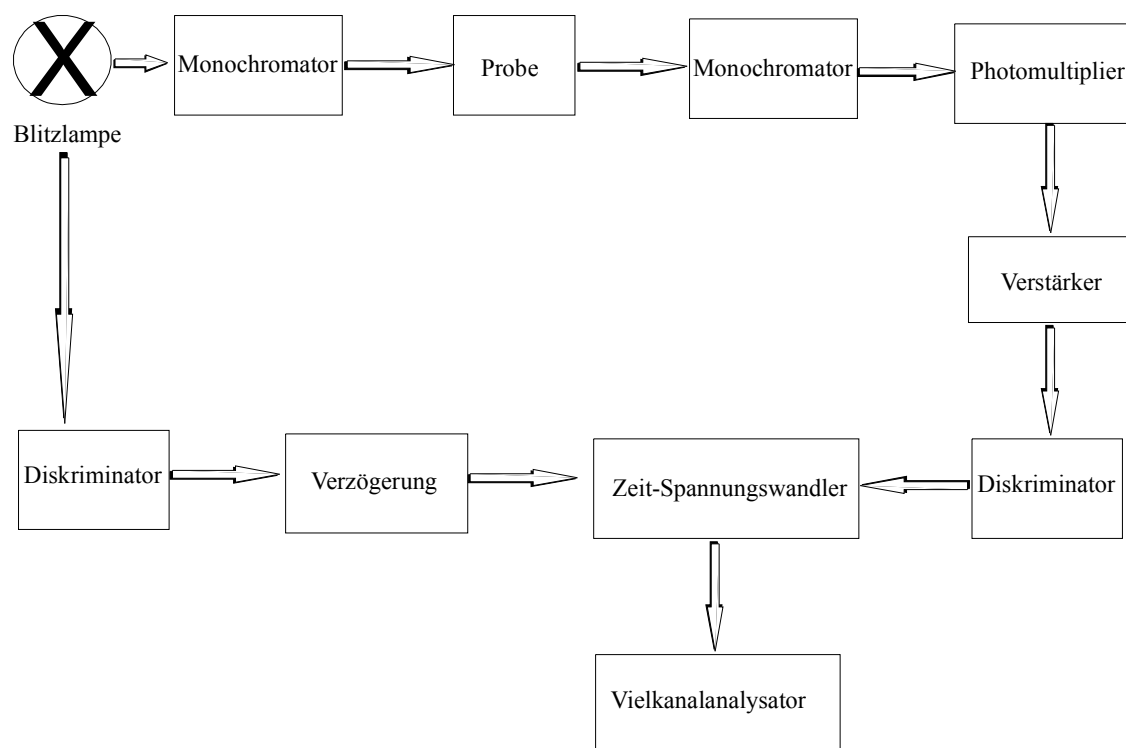 Monochromator
Probe
Monochromator
Photomultiplier
Blitzlampe
Verstärker
Diskriminator
Verzögerung
Zeit-Spannungswandler
Diskriminator
Vielkanalanalysator